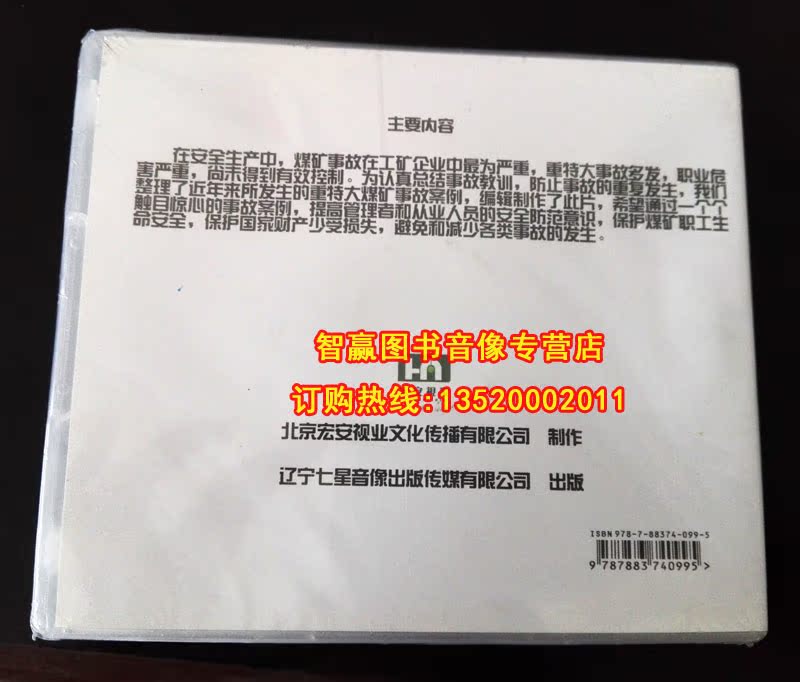 主要内容
在安全生产中，煤矿事故在工矿企业中最为严重，重特大事故多发，职业危
害严重，尚未得到有效控制。为认真总结事故教训，防止事故的重复发生，我们
整理了近年来所发生的重特大煤矿事故案例，编辑制作了此片，希望通过一个个
触目惊心的事故案例，提高管理者和从业人员的安全防范意识，保护煤矿职工生
命安全，保护国家财产少受损失，避免和减少各类事故的发生。
智赢图书音像专营店
订购热线:13520002011
北京宏安视业文化传播有限公司 制作
辽宁七星音像出版传媒有限公司 出版
ISBN 978-7-88374-099-5
9 787883 740995 >